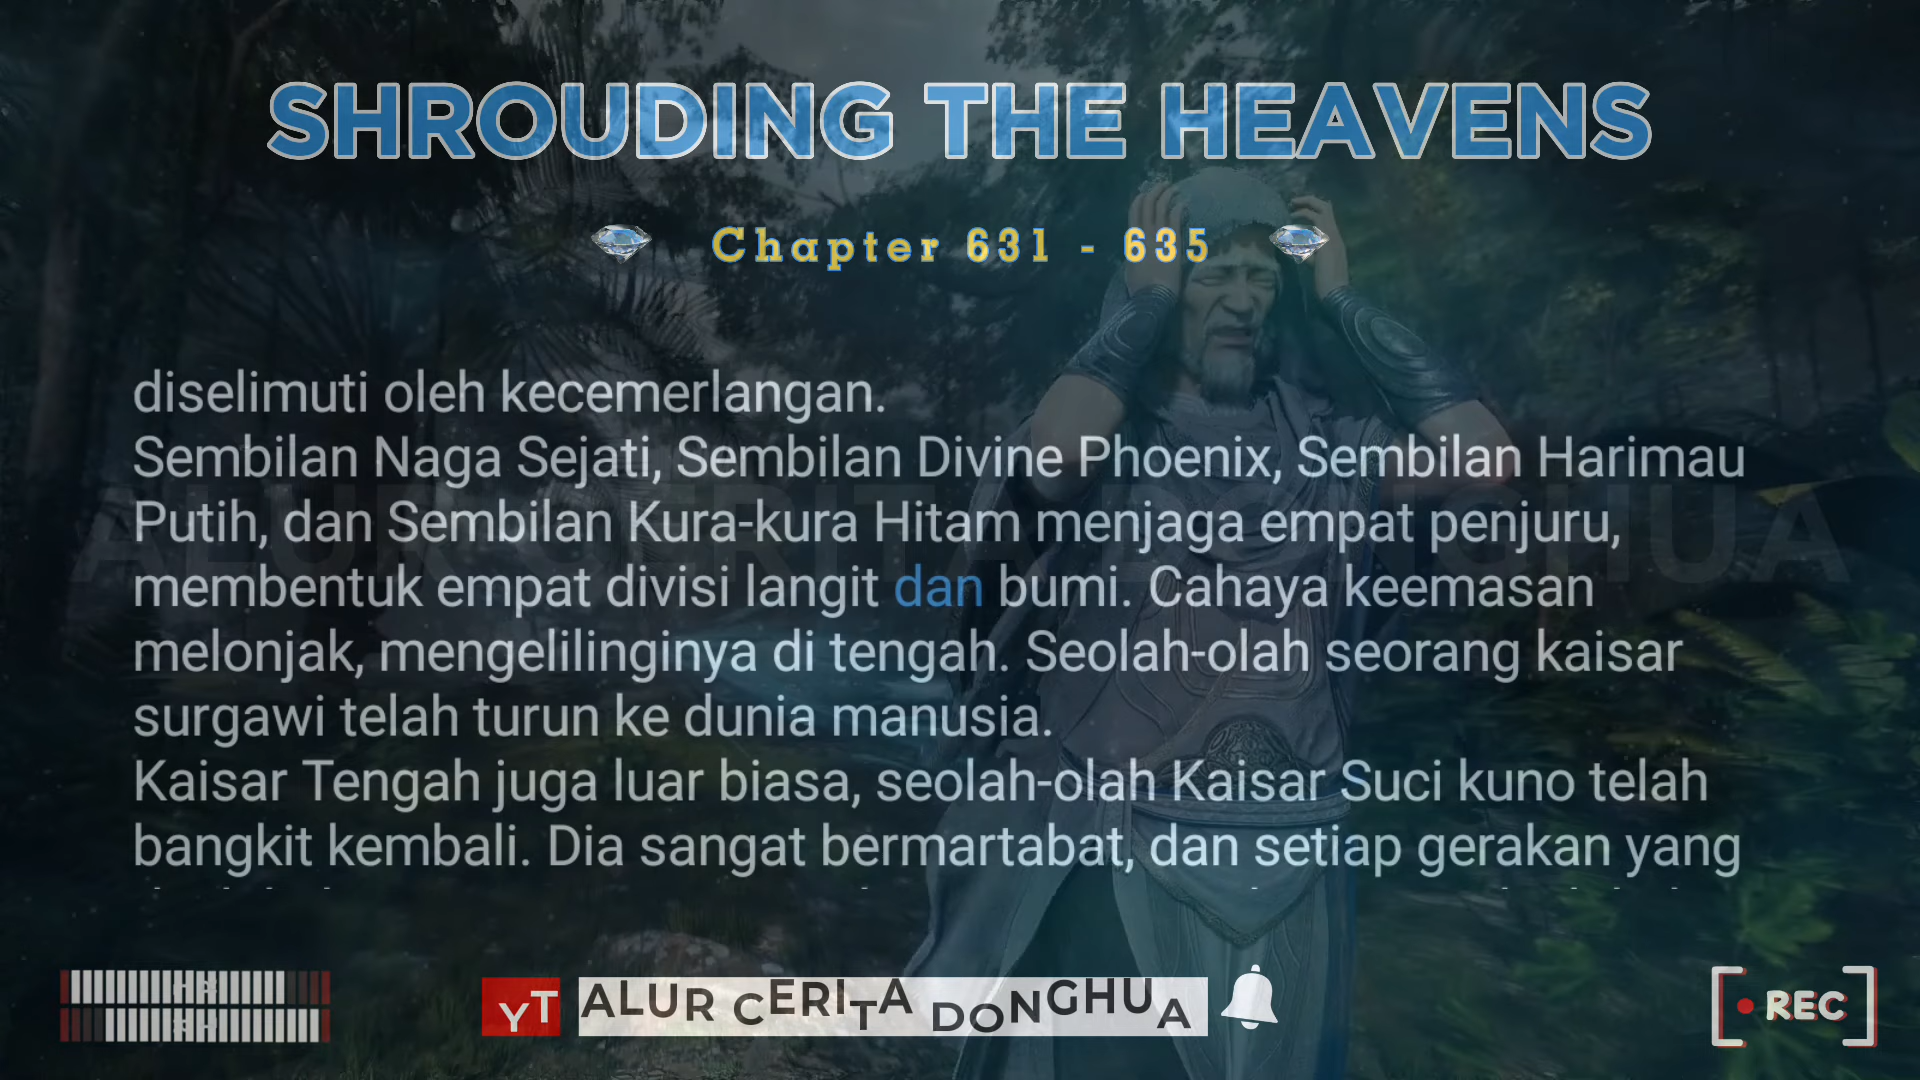 SHROUDING THE HEAVENS
Chapter 631 - 635
diselimuti oleh kecemerlangan.
Sembilan Naga Sejati, Sembilan Divine Phoenix, Sembilan Harimau
Putih, dan Sembilan Kura-kura Hitam menjaga empat penjuru,
membentuk empat divisi langit dan bumi. Cahaya keemasan
melonjak, mengelilinginya di tengah. Seolah-olah seorang kaisar
surgawi telah turun ke dunia manusia.
Kaisar Tengah juga luar biasa, seolah-olah Kaisar Suci kuno telah
bangkit kembali. Dia sangat bermartabat, dan setiap gerakan yang
ALUR CERITA DONGHUA
YT ALUR CERITA DONGHUA
REC